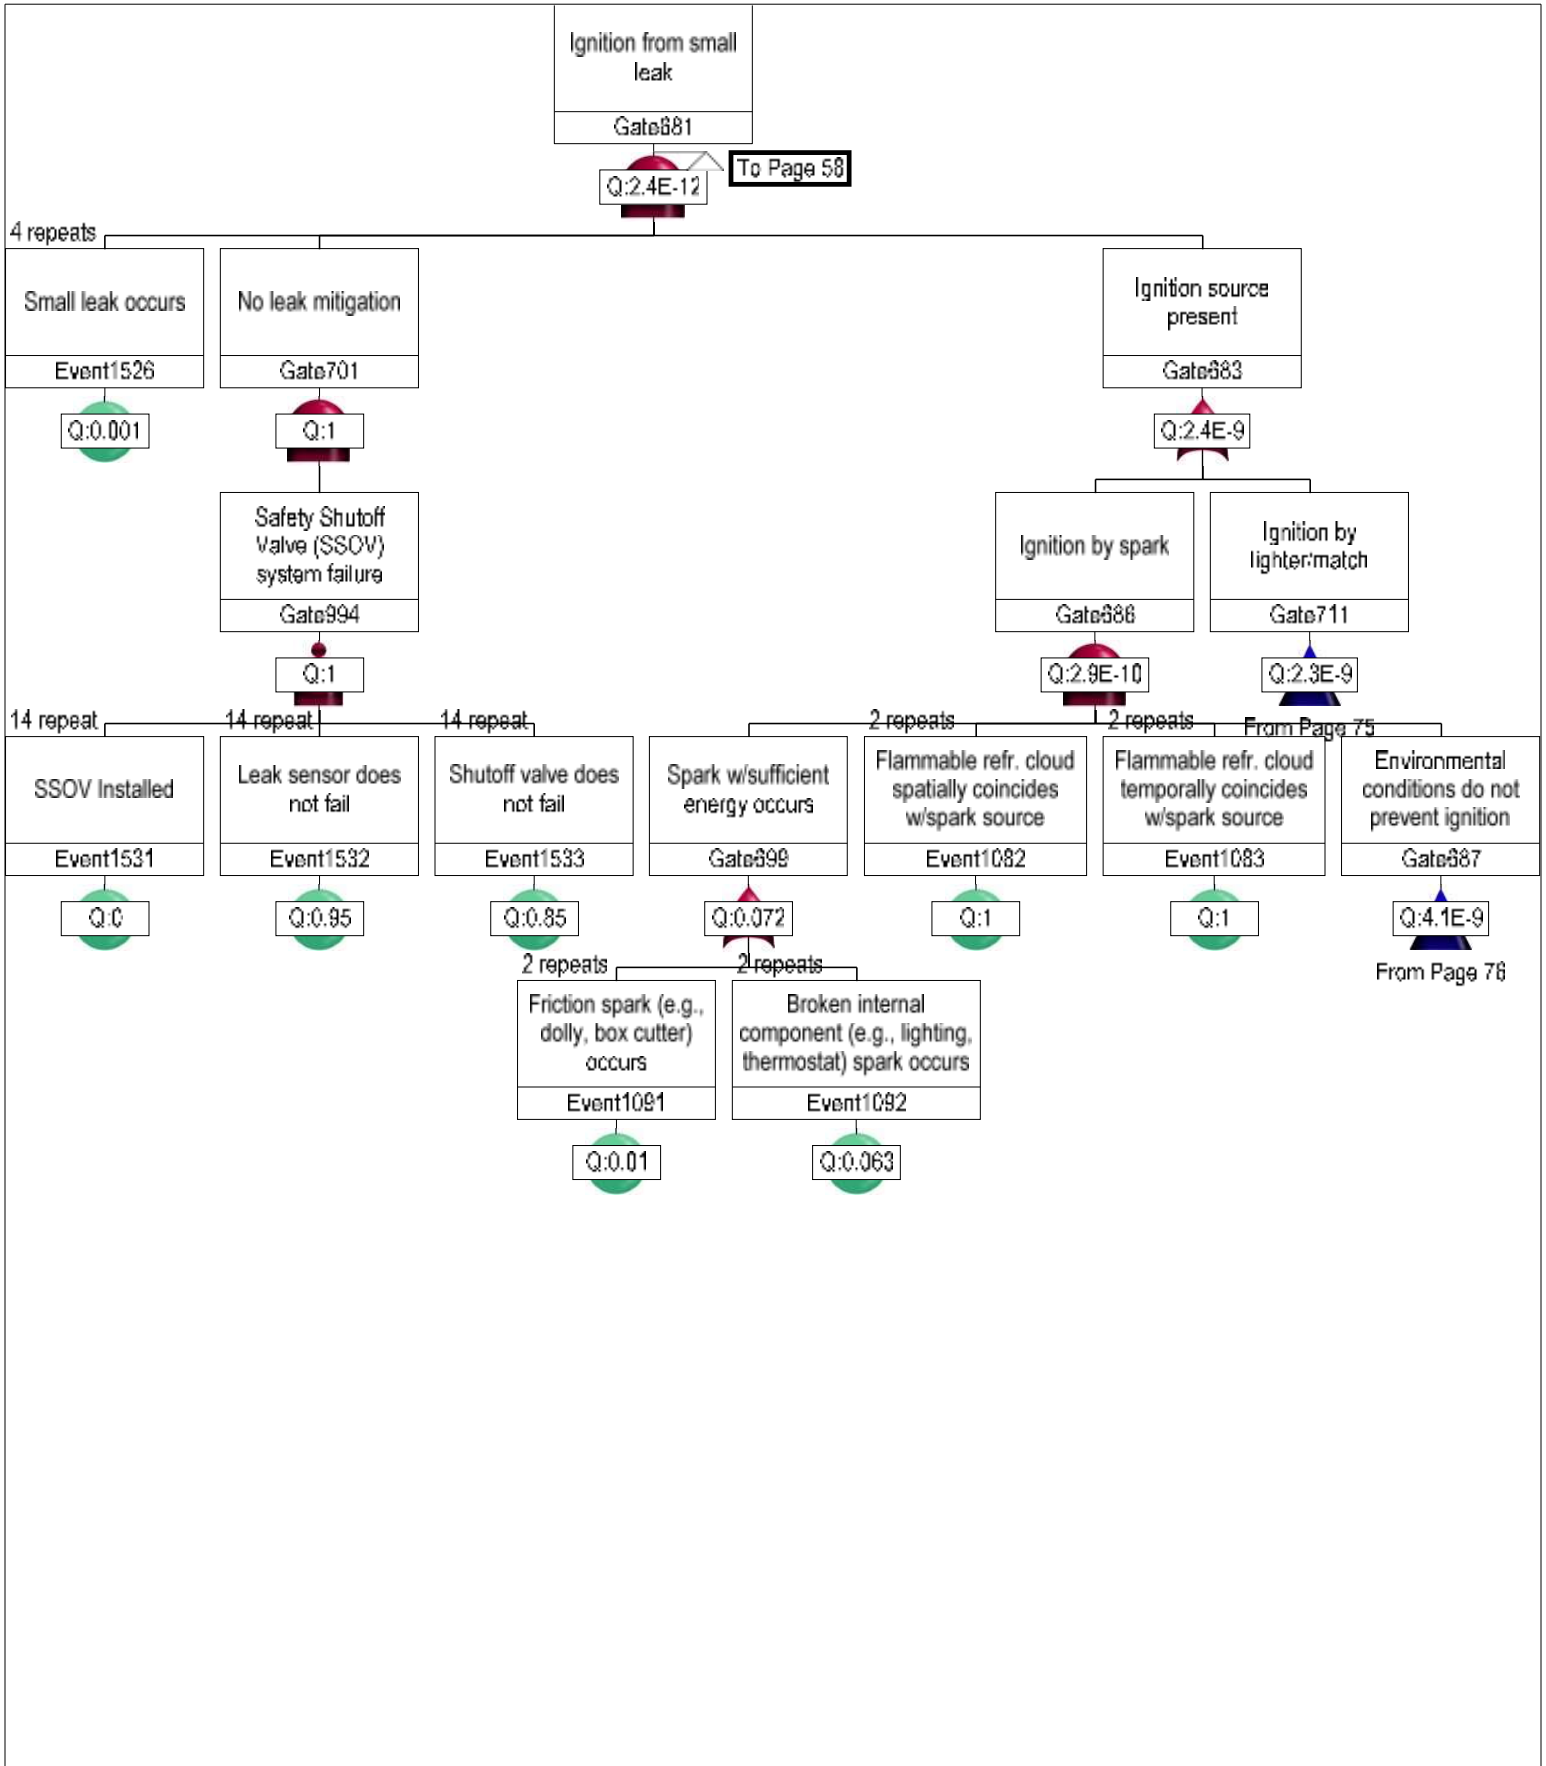 Ignition from small
leak
Gate681
To Page 58
Q:2.4E-12
4 repeats
Small leak occurs
Event1526
Q:0.001
No leak mitigation
Gate701
Q:1
Ignition source
present
Gate683
Q:2.4E-9
Safety Shutoff
Valve (SSOV)
system failure
Gate994
Q:1
Ignition by spark
Gate686
Q:2.9E-10
Ignition by
lighter/match
Gate711
Q:2.3E-9
From Page 75
14 repeat
SSOV Installed
Event1531
Q:0
14 repeat
Leak sensor does
not fail
Event1532
Q:0.95
14 repeat
Shutoff valve does
not fail
Event1533
Q:0.85
Spark w/sufficient
energy occurs
Gate699
Q:0.072
2 repeats
Flammable refr. cloud
spatially coincides
w/spark source
Event1082
Q:1
2 repeats
Flammable refr. cloud
temporally coincides
w/spark source
Event1083
Q:1
Environmental
conditions do not
prevent ignition
Gate687
Q:4.1E-9
From Page 76
2 repeats
Friction spark (e.g.,
dolly, box cutter)
occurs
Event1091
Q:0.01
2 repeats
Broken internal
component (e.g., lighting,
thermostat) spark occurs
Event1092
Q:0.063